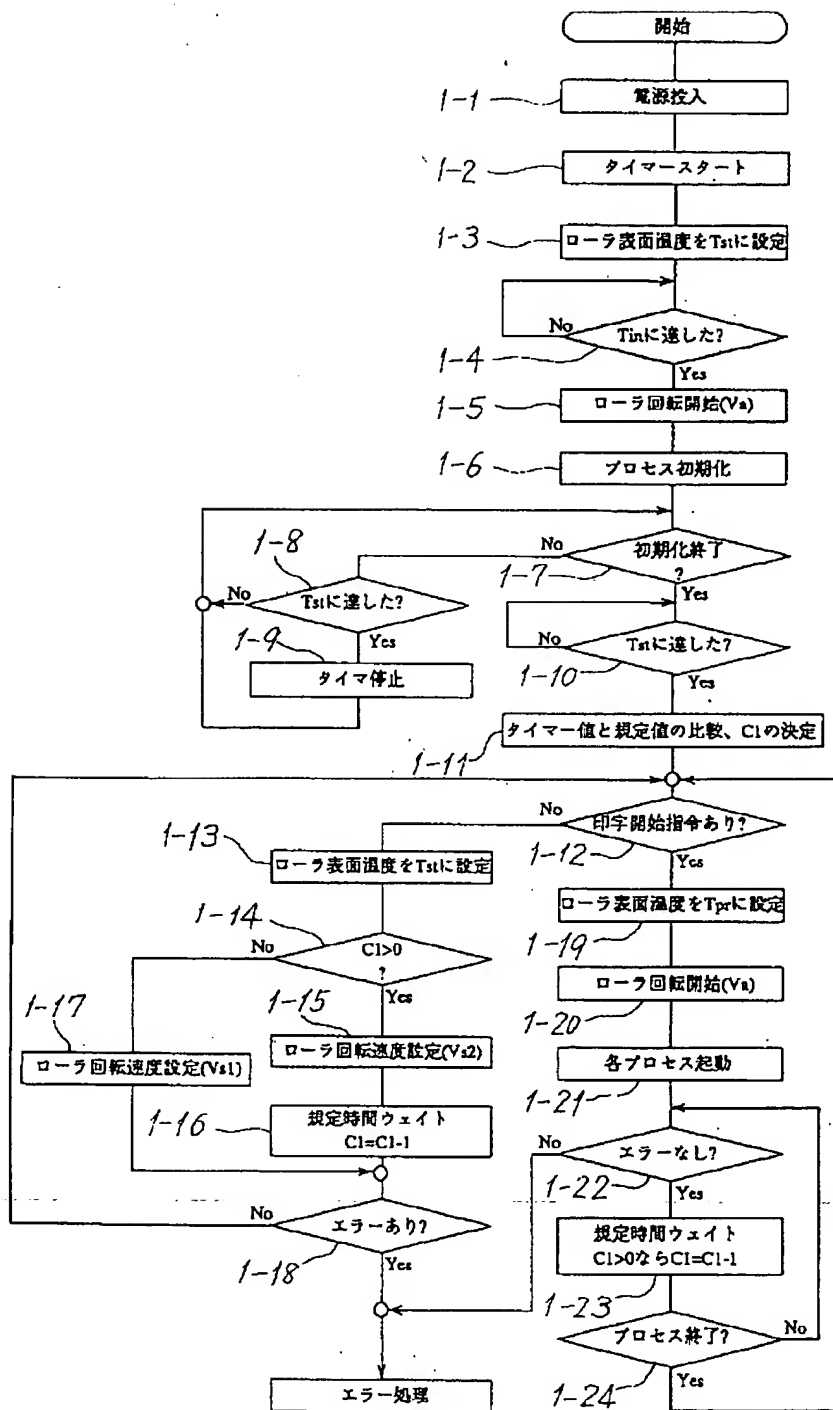 開始
1-1
電源投入
1-2
タイマースタート
1-3
ローラ表面温度をTstに設定
No
Tinに達した?
1-4
Yes
1-5
ローラ回転開始(Va)
1-6
プロセス初期化
1-8
No
初期化終了
?
1-7
Yes
No
Tstに達した?
Yes
1-9
タイマ停止
No
Tstに達した?
1-10
Yes
タイマー値と規定値の比較、C1の決定
1-11
No
印字開始指令あり?
1-12
Yes
1-13
ローラ表面温度をTstに設定
ローラ表面温度をTprに設定
1-19
1-14
No
C1>0
?
Yes
ローラ回転開始(Va)
1-20
1-17
1-15
ローラ回転速度設定(Vs1)
ローラ回転速度設定(Vs2)
各プロセス起動
1-21
1-16
規定時間ウェイト
C1=C1-1
No
エラーなし?
1-22
Yes
No
エラーあり?
1-18
Yes
規定時間ウェイト
C1>0ならC1=C1-1
1-23
プロセス終了?
No
1-24
Yes
エラー処理